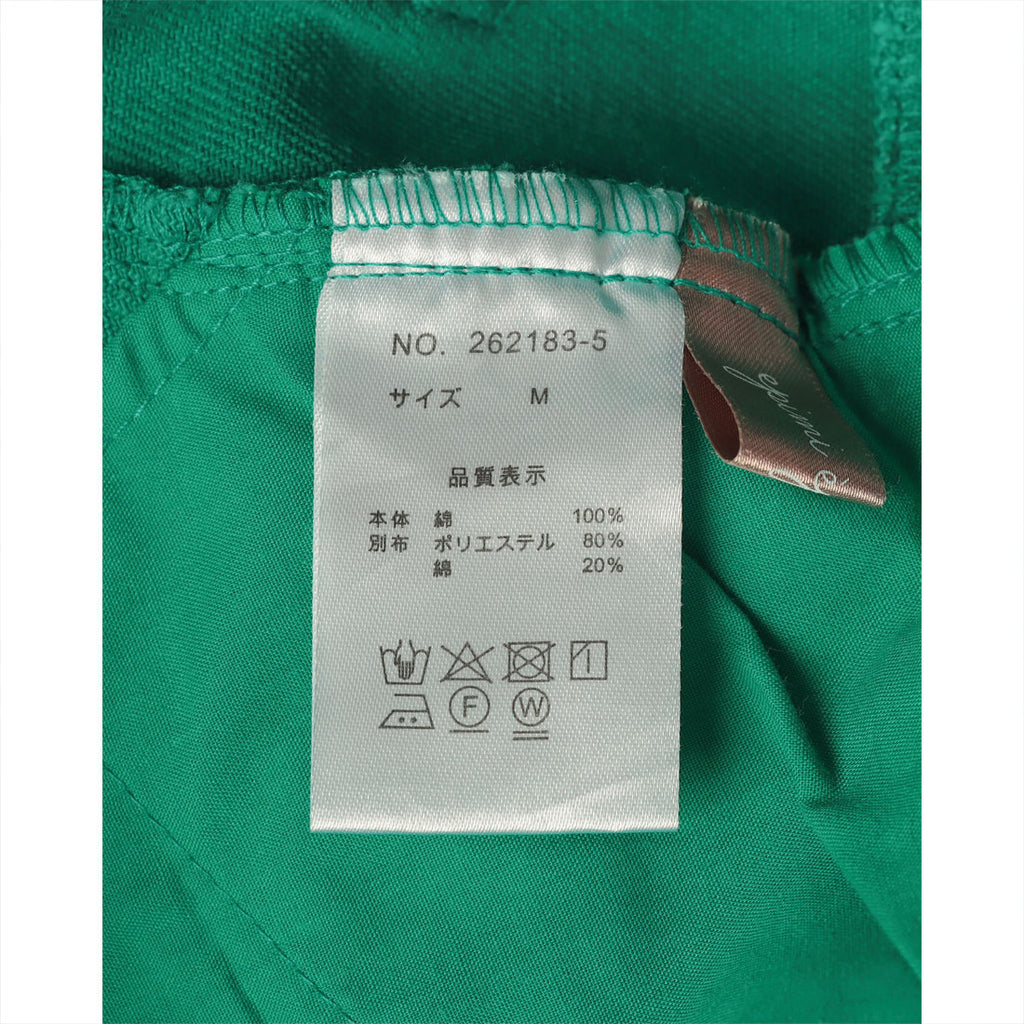 NO. 262183-5
サイズ M
品質表示
本体 綿 100%
別布 ポリエステル 80%
綿 20%
F W
epimi è